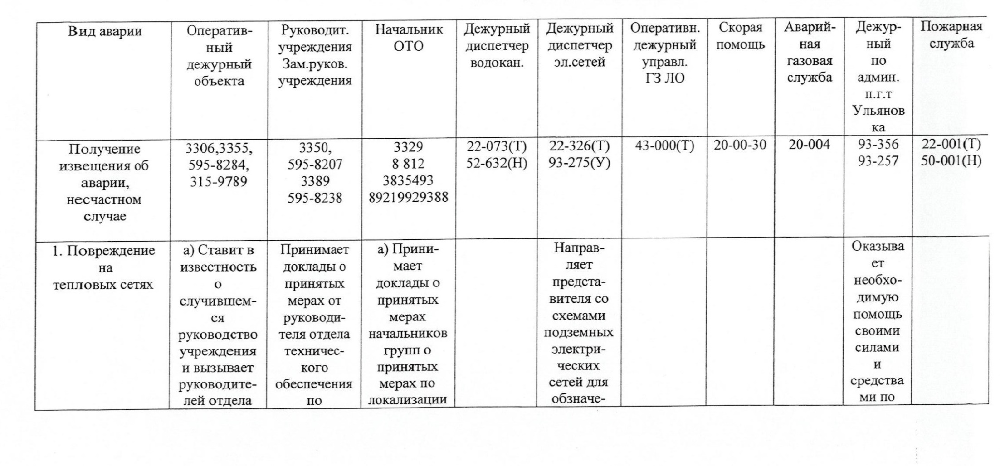 Вид аварии
Оператив-
ный
дежурный
объекта
Руководит.
учреждения
Зам.руков.
учреждения
Начальник
ОТО
Дежурный
диспетчер
водокан.
Дежурный
диспетчер
эл.сетей
Оперативн.
дежурный
управл.
ГЗ ЛО
Скорая
помощь
Аварий-
ная
газовая
служба
Дежур-
ный
по
админ.
п.г.т
Ульянов
ка
Пожарная
служба
Получение
извещения об
аварии,
несчастном
случае
3306,3355,
595-8284,
315-9789
3350,
595-8207
3389
595-8238
3329
8 812
3835493
89219929388
22-073(Т)
52-632(Н)
22-326(Т)
93-275(У)
43-000(Т)
20-00-30
20-004
93-356
93-257
22-001(Т)
50-001(Н)
1. Повреждение
на
тепловых сетях
а) Ставит в
известность
о
случившем-
ся
руководство
учреждения
и вызывает
руководите-
лей отдела
Принимает
доклады о
принятых
мерах от
руководи-
теля отдела
техничес-
кого
обеспечения
по
а) Прини-
мает
доклады о
принятых
мерах
начальников
групп о
принятых
мерах по
локализации
Направ-
ляет
предста-
вителя со
схемами
подземных
электри-
ческих
сетей для
обзначе-
Оказыва
ет
необхо-
димую
помощь
своими
силами
и
средства
ми по